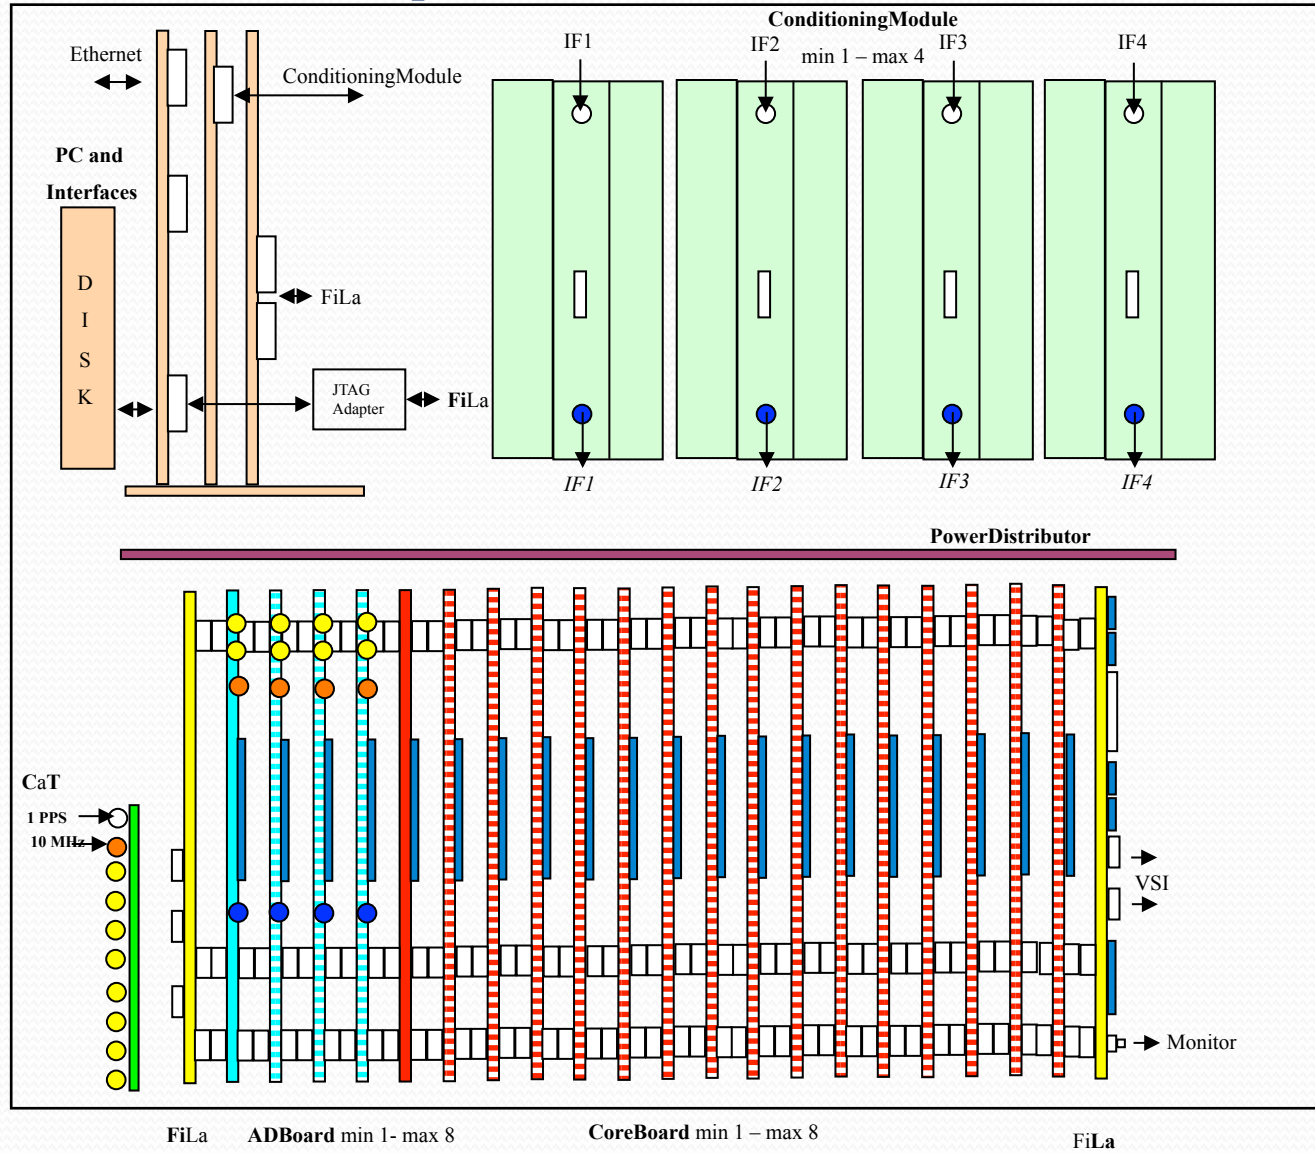 ConditioningModule
min 1 – max 4
IF1
IF2
IF3
IF4
Ethernet
ConditioningModule
PC and
Interfaces
D
I
S
K
FiLa
JTAG
Adapter
FiLa
IF1
IF2
IF3
IF4
PowerDistributor
CaT
1 PPS
10 MHz
VSI
Monitor
FiLa
ADBoard min 1- max 8
CoreBoard min 1 – max 8
FiLa